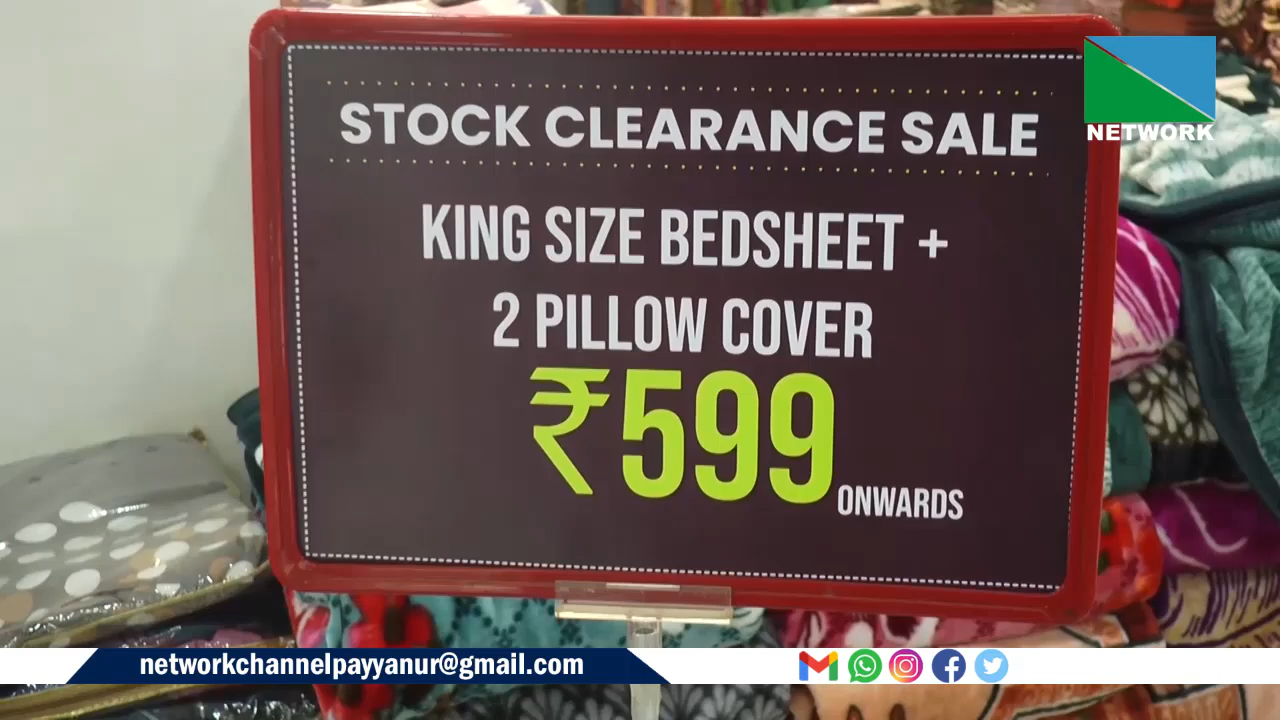 STOCK CLEARANCE SALE
NETWORK
KING SIZE BEDSHEET +
2 PILLOW COVER
₹599 ONWARDS
networkchannelpayyanur@gmail.com